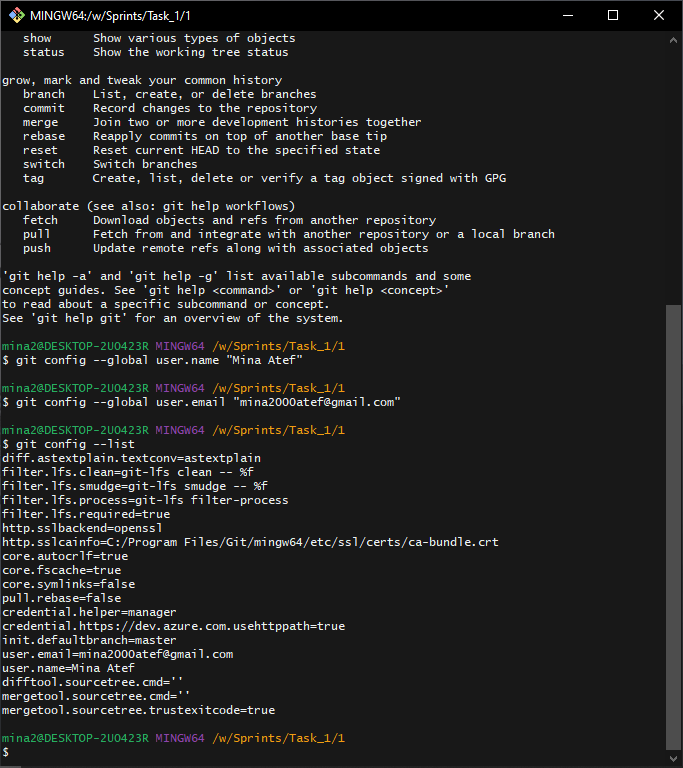 MINGW64:/w/Sprints/Task_1/1
show Show various types of objects
status Show the working tree status
grow, mark and tweak your common history
branch List, create, or delete branches
commit Record changes to the repository
merge Join two or more development histories together
rebase Reapply commits on top of another base tip
reset Reset current HEAD to the specified state
switch Switch branches
tag Create, list, delete or verify a tag object signed with GPG
collaborate (see also: git help workflows)
fetch Download objects and refs from another repository
pull Fetch from and integrate with another repository or a local branch
push Update remote refs along with associated objects
'git help -a' and 'git help -g' list available subcommands and some
concept guides. See 'git help <command>' or 'git help <concept>'
to read about a specific subcommand or concept.
See 'git help git' for an overview of the system.
mina2@DESKTOP-2UO423R MINGW64 /w/Sprints/Task_1/1
$ git config --global user.name "Mina Atef"
mina2@DESKTOP-2UO423R MINGW64 /w/Sprints/Task_1/1
$ git config --global user.email "mina2000atef@gmail.com"
mina2@DESKTOP-2UO423R MINGW64 /w/Sprints/Task_1/1
$ git config --list
diff.astextplain.textconv=astextplain
filter.lfs.clean=git-lfs clean -- %f
filter.lfs.smudge=git-lfs smudge -- %f
filter.lfs.process=git-lfs filter-process
filter.lfs.required=true
http.sslbackend=openssl
http.sslcainfo=C:/Program Files/Git/mingw64/etc/ssl/certs/ca-bundle.crt
core.autocrlf=true
core.fscache=true
core.symlinks=false
pull.rebase=false
credential.helper=manager
credential.https://dev.azure.com.usehttppath=true
init.defaultbranch=master
user.email=mina2000atef@gmail.com
user.name=Mina Atef
difftool.sourcetree.cmd=''
mergetool.sourcetree.cmd=''
mergetool.sourcetree.trustexitcode=true
mina2@DESKTOP-2UO423R MINGW64 /w/Sprints/Task_1/1
$